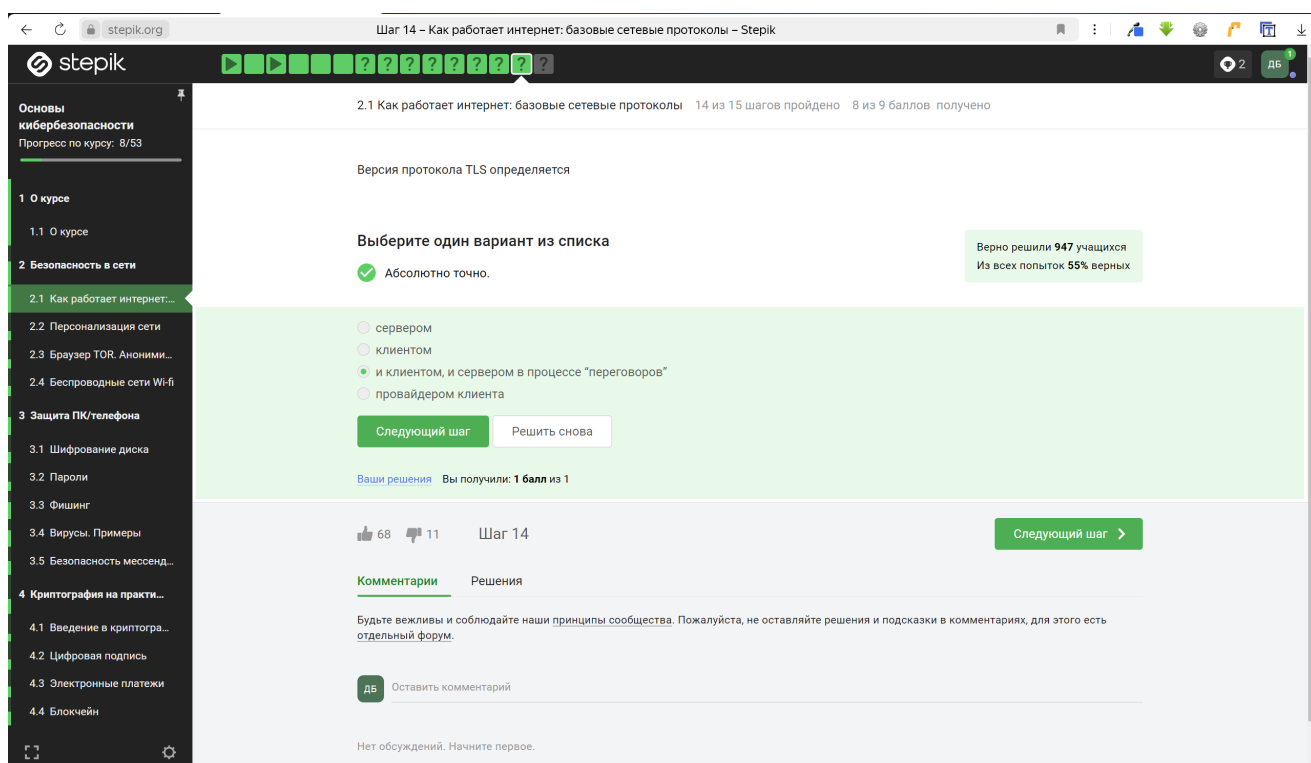 stepik.org
Шаг 14 – Как работает интернет: базовые сетевые протоколы – Stepik
stepik
? ? ? ? ? ? ? ? ?
2
ДБ
1
Основы
кибербезопасности
Прогресс по курсу: 8/53
1 О курсе
1.1 О курсе
2 Безопасность в сети
2.1 Как работает интернет:...
2.2 Персонализация сети
2.3 Браузер TOR. Аноними...
2.4 Беспроводные сети Wi-fi
3 Защита ПК/телефона
3.1 Шифрование диска
3.2 Пароли
3.3 Фишинг
3.4 Вирусы. Примеры
3.5 Безопасность мессенд...
4 Криптография на практи...
4.1 Введение в криптогра...
4.2 Цифровая подпись
4.3 Электронные платежи
4.4 Блокчейн
2.1 Как работает интернет: базовые сетевые протоколы 14 из 15 шагов пройдено 8 из 9 баллов получено
Версия протокола TLS определяется
Выберите один вариант из списка
Абсолютно точно.
Верно решили 947 учащихся
Из всех попыток 55% верных
сервером
клиентом
и клиентом, и сервером в процессе “переговоров”
провайдером клиента
Следующий шаг
Решить снова
Ваши решения Вы получили: 1 балл из 1
68 11 Шаг 14
Следующий шаг
Комментарии Решения
Будьте вежливы и соблюдайте наши принципы сообщества. Пожалуйста, не оставляйте решения и подсказки в комментариях, для этого есть
отдельный форум.
ДБ
Оставить комментарий
Нет обсуждений. Начните первое.